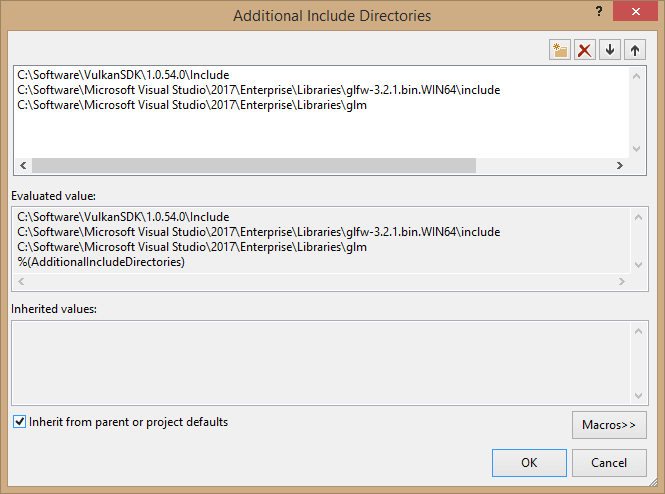 Additional Include Directories
?
C:\Software\VulkanSDK\1.0.54.0\Include
C:\Software\Microsoft Visual Studio\2017\Enterprise\Libraries\glfw-3.2.1.bin.WIN64\include
C:\Software\Microsoft Visual Studio\2017\Enterprise\Libraries\glm
Evaluated value:
C:\Software\VulkanSDK\1.0.54.0\Include
C:\Software\Microsoft Visual Studio\2017\Enterprise\Libraries\glfw-3.2.1.bin.WIN64\include
C:\Software\Microsoft Visual Studio\2017\Enterprise\Libraries\glm
%(AdditionalIncludeDirectories)
Inherited values:
Inherit from parent or project defaults
Macros>>
OK
Cancel